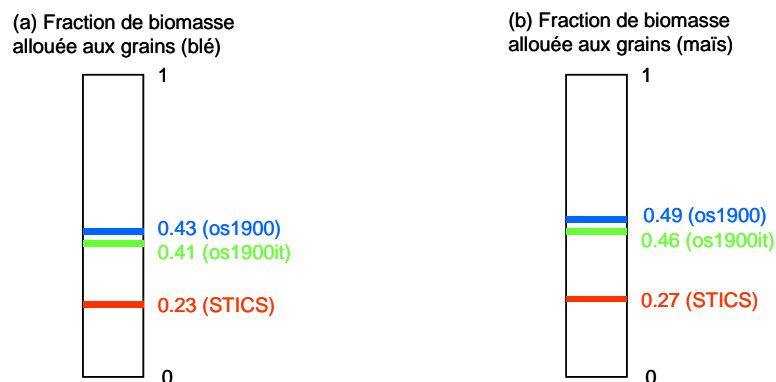 (a) Fraction de biomasse
allouée aux grains (blé)
1
0.43 (os1900)
0.41 (os1900it)
0.23 (STICS)
0
(b) Fraction de biomasse
allouée aux grains (maïs)
1
0.49 (os1900)
0.46 (os1900it)
0.27 (STICS)
0